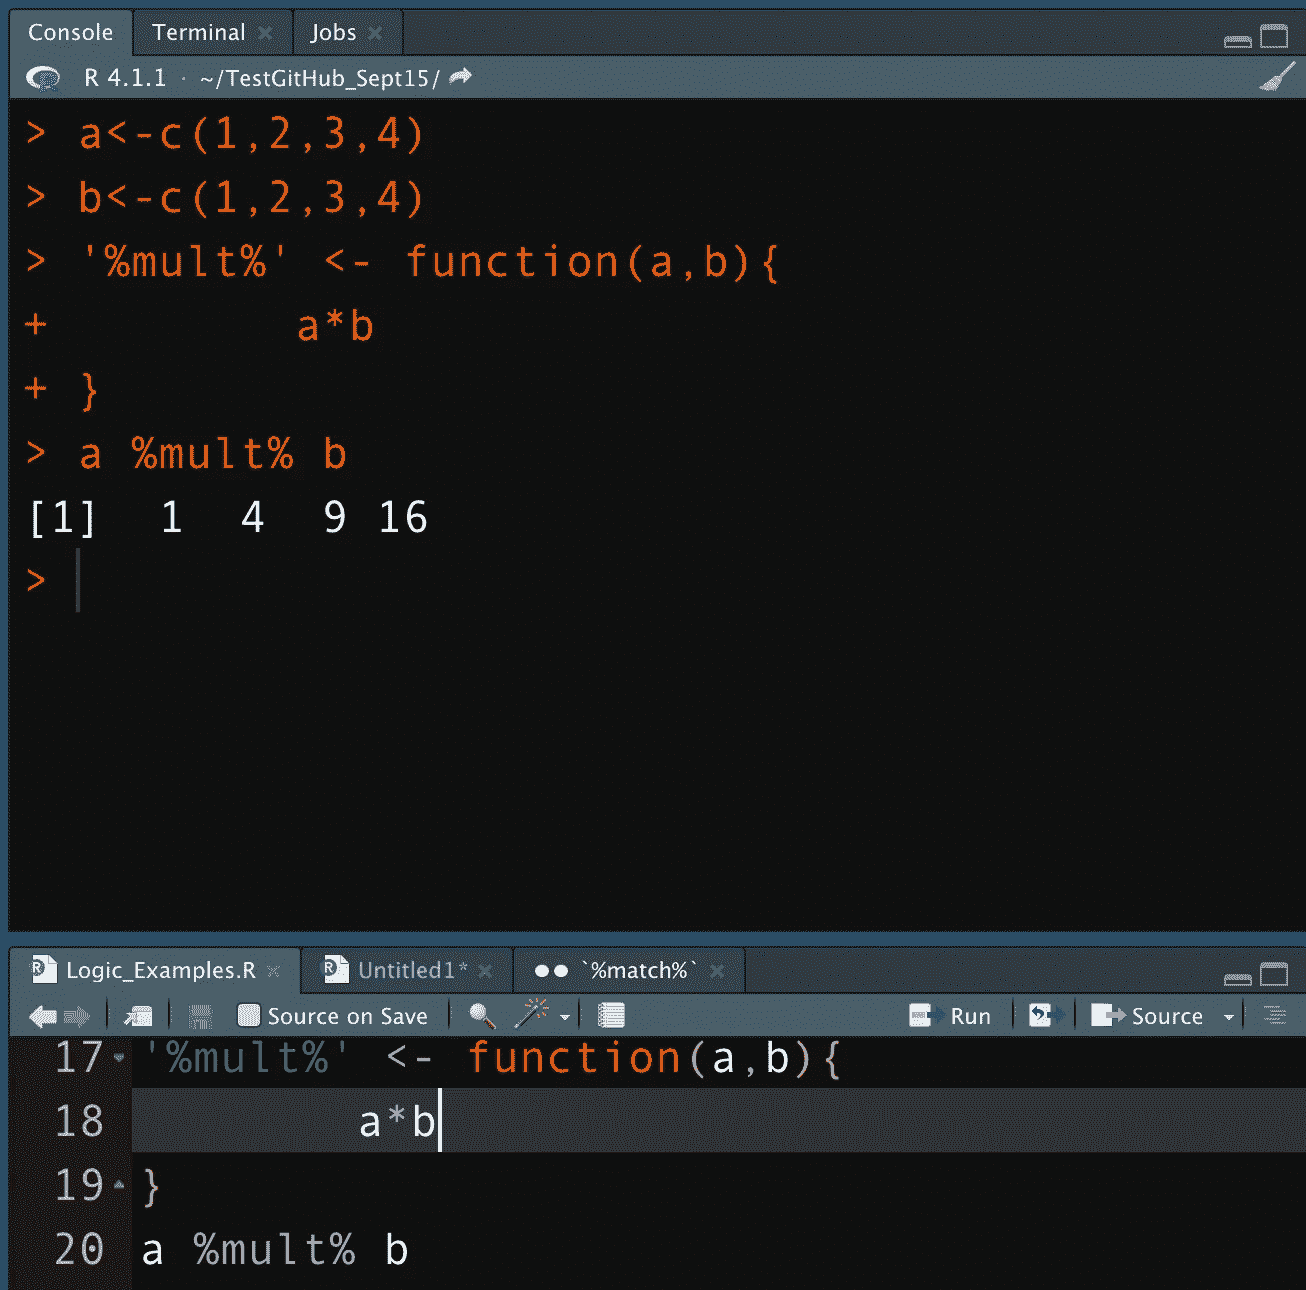 Console Terminal Jobs
R 4.1.1 · ~/TestGitHub_Sept15/
> a<-c(1,2,3,4)
> b<-c(1,2,3,4)
> '%mult%' <- function(a,b){
+         a*b
+ }
> a %mult% b
[1]  1  4  9 16
>
Logic_Examples.R Untitled1* `%match%`
Source on Save Run Source
17 '%mult%' <- function(a,b){
18         a*b
19 }
20 a %mult% b